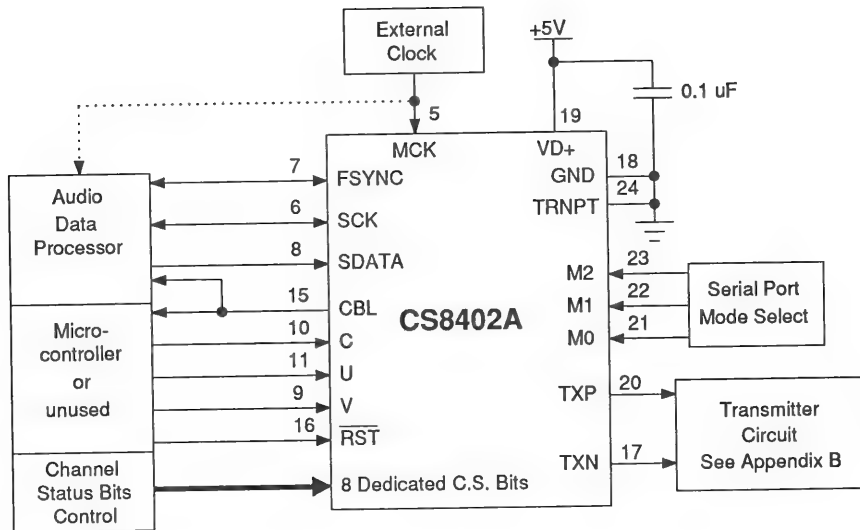 External
Clock
+5V
0.1 uF
5
19
MCK
VD+
7
FSYNC
GND
18
6
SCK
TRNPT
24
8
SDATA
Audio
Data
Processor
15
CBL
CS8402A
M2
23
M1
22
M0
21
Serial Port
Mode Select
Micro-
controller
or
unused
10
C
11
U
9
V
16
RST
TXP
20
TXN
17
Transmitter
Circuit
See Appendix B
Channel
Status Bits
Control
8 Dedicated C.S. Bits